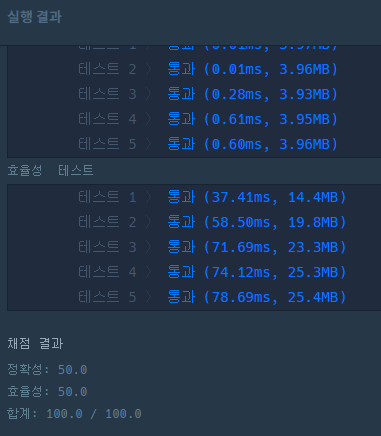 실행 결과
테스트 1 〉 통과 (0.01ms, 3.97MB)
테스트 2 〉 통과 (0.01ms, 3.96MB)
테스트 3 〉 통과 (0.28ms, 3.93MB)
테스트 4 〉 통과 (0.61ms, 3.95MB)
테스트 5 〉 통과 (0.60ms, 3.96MB)
효율성 테스트
테스트 1 〉 통과 (37.41ms, 14.4MB)
테스트 2 〉 통과 (58.50ms, 19.8MB)
테스트 3 〉 통과 (71.69ms, 23.3MB)
테스트 4 〉 통과 (74.12ms, 25.3MB)
테스트 5 〉 통과 (78.69ms, 25.4MB)
채점 결과
정확성: 50.0
효율성: 50.0
합계: 100.0 / 100.0